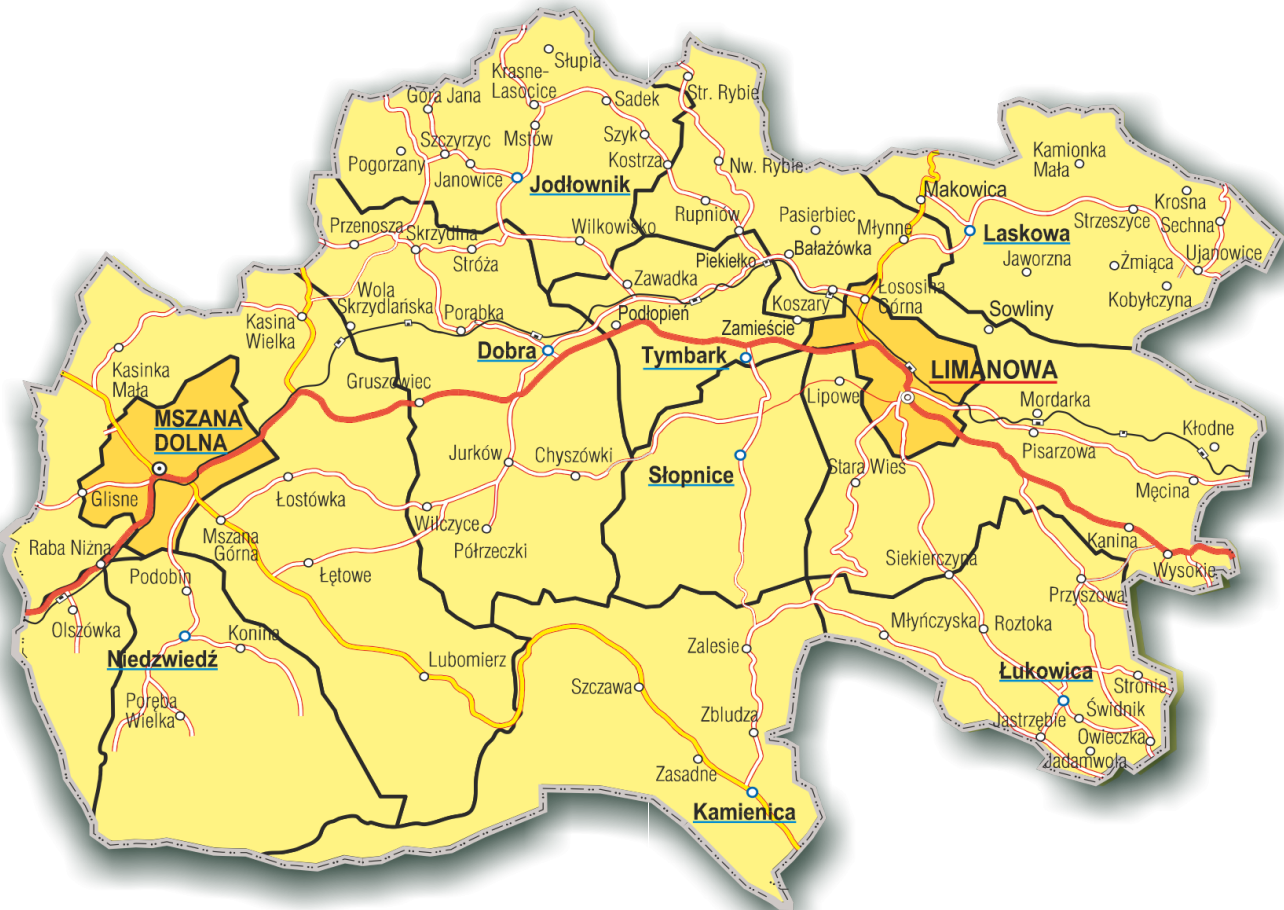 Słupia
Krasne-
Lasocice
Góra Jana
Sadek
Str. Rybie
Szczyrzyc
Mstów
Szyk
Pogorzany
Janowice
Kostrza
Nw. Rybie
Kamionka
Mała
Jodłownik
Makowica
Krosna
Rupniów
Pasierbiec
Strzeszyce
Sechna
Przenosza
Skrzydlna
Wilkowisko
Młynne
Laskowa
Stróża
Piekiełko
Bałażówka
Jaworzna
Żmiąca
Ujanowice
Zawadka
Wola
Skrzydlańska
Koszary
Łososina
Górna
Kobyłczyna
Kasina
Wielka
Porąbka
Podłopień
Zamieście
Sowliny
Dobra
Tymbark
Kasinka
Mała
Gruszowiec
LIMANOWA
Lipowe
Mordarka
MSZANA
DOLNA
Kłodne
Jurków
Chyszówki
Pisarzowa
Słopnice
Stara Wieś
Glisne
Łostówka
Męcina
Mszana
Górna
Wilczyce
Półrzeczki
Kanina
Raba Niżna
Podobin
Łętowe
Siekierczyna
Wysokie
Przyszowa
Olszówka
Konina
Młyńczyska
Roztoka
Niedzwiedź
Lubomierz
Zalesie
Łukowica
Szczawa
Stronie
Poręba
Wielka
Zbludza
Jastrzębie
Świdnik
Owieczka
Zasadne
Jadamwola
Kamienica